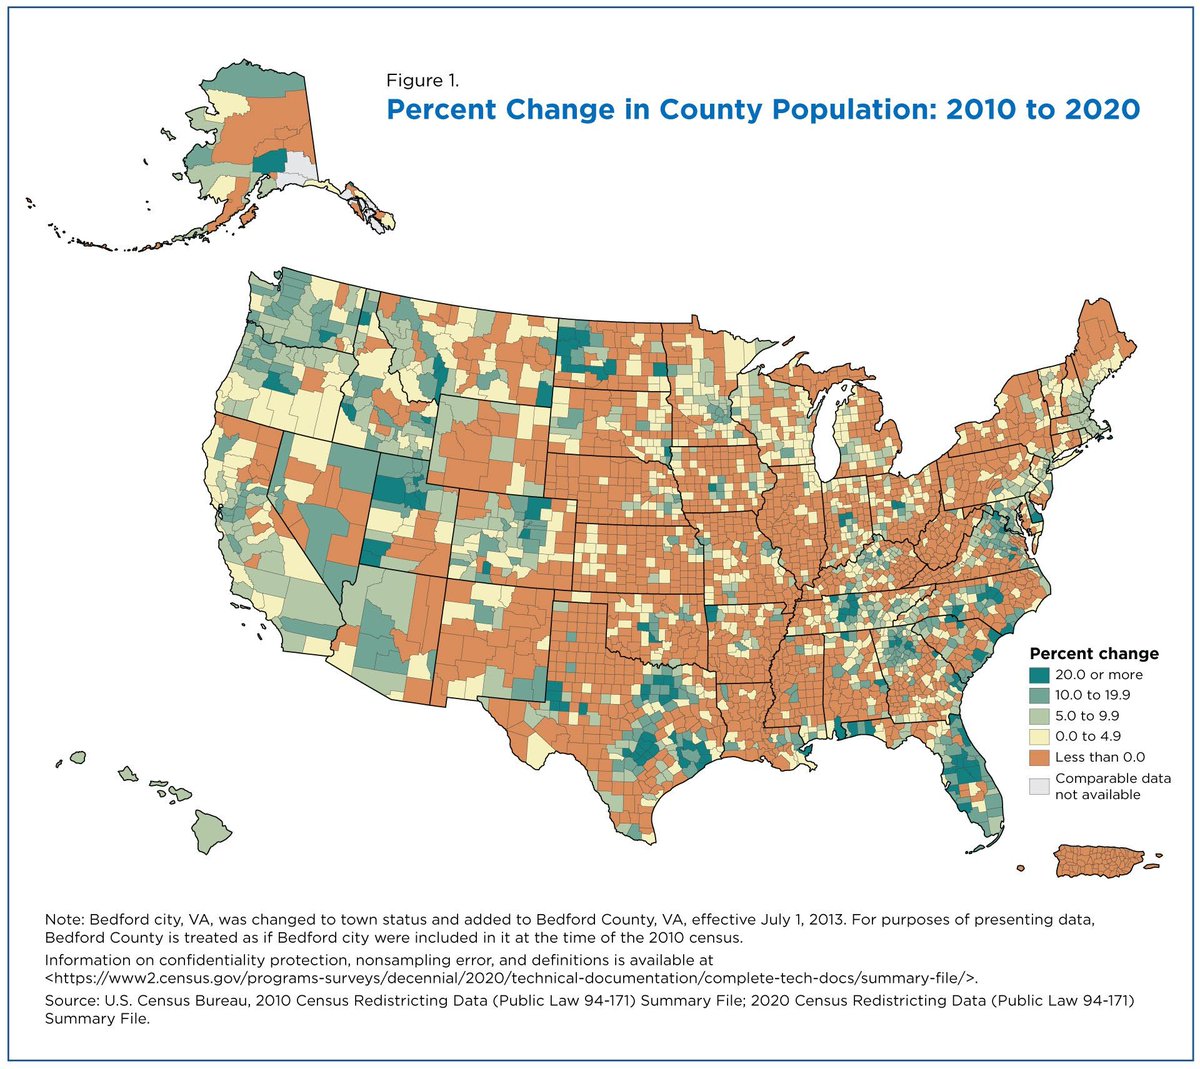 Figure 1.
Percent Change in County Population: 2010 to 2020
Percent change
20.0 or more
10.0 to 19.9
5.0 to 9.9
0.0 to 4.9
Less than 0.0
Comparable data
not available
Note: Bedford city, VA, was changed to town status and added to Bedford County, VA, effective July 1, 2013. For purposes of presenting data,
Bedford County is treated as if Bedford city were included in it at the time of the 2010 census.
Information on confidentiality protection, nonsampling error, and definitions is available at
<https://www2.census.gov/programs-surveys/decennial/2020/technical-documentation/complete-tech-docs/summary-file/>.
Source: U.S. Census Bureau, 2010 Census Redistricting Data (Public Law 94-171) Summary File; 2020 Census Redistricting Data (Public Law 94-171)
Summary File.